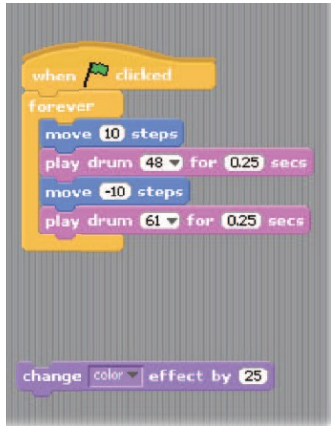 when clicked
forever
move 10 steps
play drum 48 for 0.25 secs
move -10 steps
play drum 61 for 0.25 secs
change color effect by 25